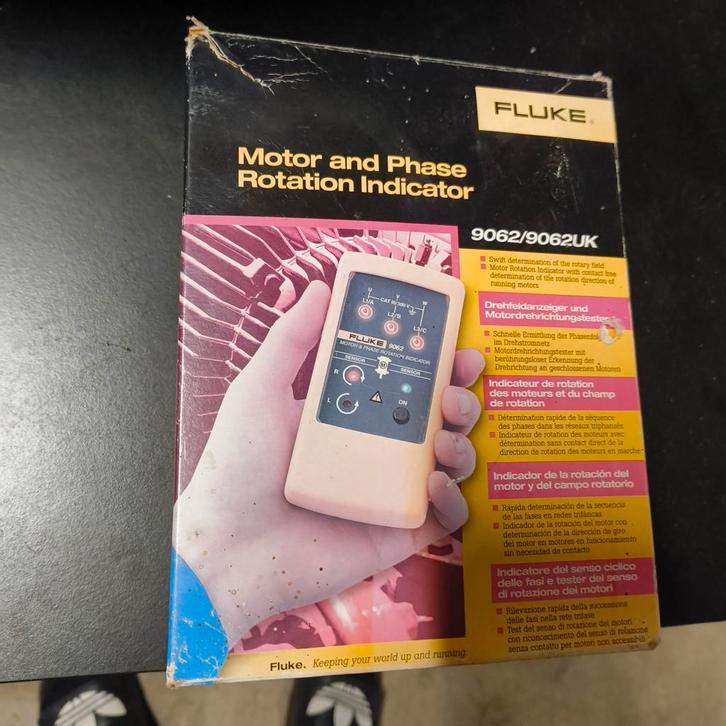 FLUKE®
Motor and Phase
Rotation Indicator
9062/9062UK
Swift determination of the rotary field
Motor Rotation Indicator with contact free
determination of the rotation direction of
running motors
Drehfeldanzeiger und
Motordrehrichtungstester
Schnelle Ermittlung der
im Drehstromnetz
Motordrehrichtungstester mit
berührungsloser Erkennung der
Drehrichtung an geschlossenen Motoren
Indicateur de rotation
des moteurs et du champ
de rotation
Détermination rapide de la séquence
des phases dans les réseaux triphasés
Indicateur de rotation des moteurs avec
détermination sans contact direct de la
direction de rotation des moteurs en marche
Indicador de la rotación del
motor y del campo rotatorio
Rápida determinación de la secuencia
de las fases en redes trifásicas
Indicador de la rotación del motor con
determinación de la dirección de giro
del motor en motores en funcionamiento
sin necesidad de contacto
Indicatore del senso ciclico
delle fasi e tester del senso
di rotazione dei motori
Rilevazione rapida della successione
delle fasi nella rete trifase
Test del senso di rotazione dei motori
con riconoscimento del senso di rotazione
senza contatto per motori non accessibili
U V W
CAT III 300 V
L1/A
L2/B
L3/C
FLUKE 9062
MOTOR & PHASE ROTATION INDICATOR
SENSOR
SENSOR
R
L
ON
Fluke. Keeping your world up and running.